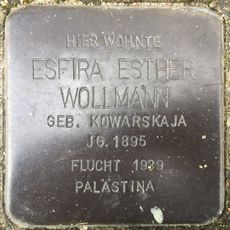 HIER WOHNTE
ESFIRA ESTHER
WOLLMANN
GEB. KOWARSKAJA
JG. 1895
FLUCHT 1939
PALÄSTINA